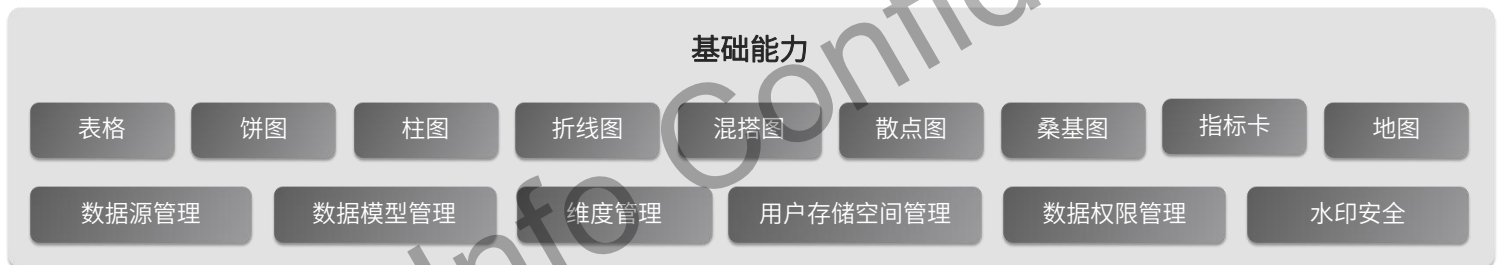 基础能力
表格 饼图 柱图 折线图 混搭图 散点图 桑基图 指标卡 地图
数据源管理 数据模型管理 维度管理 用户存储空间管理 数据权限管理 水印安全
Info Confid